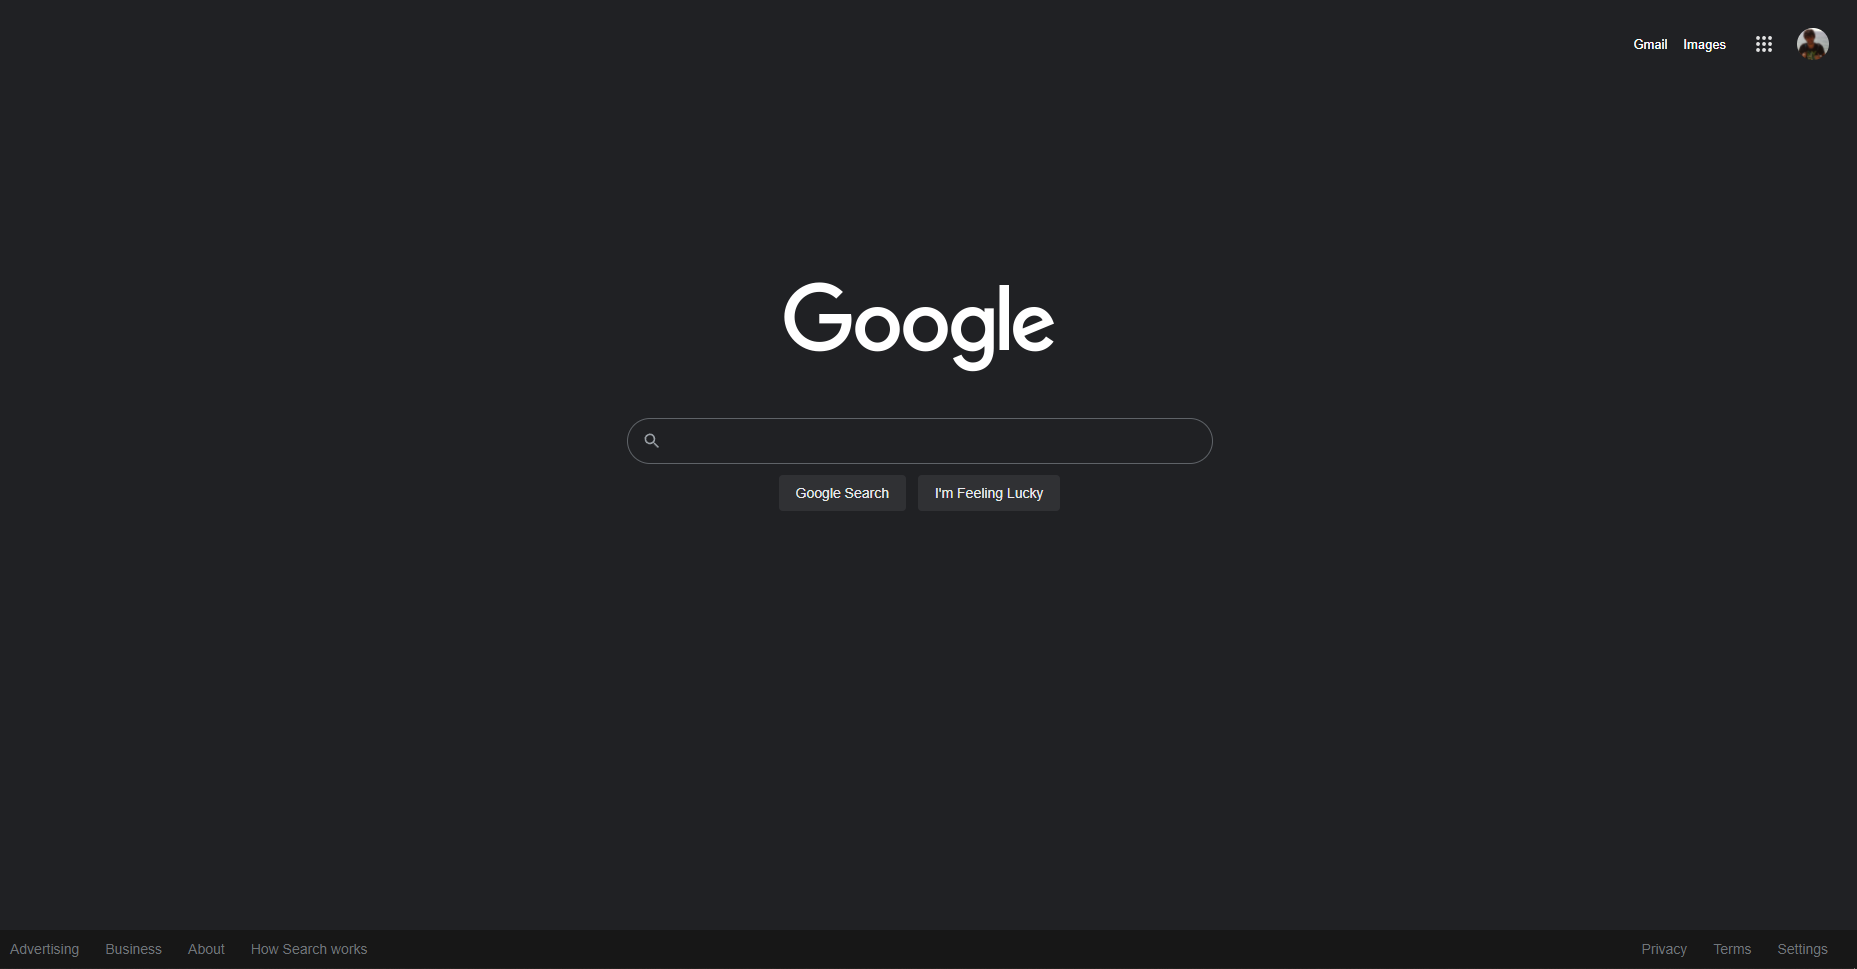 Gmail Images
Google
Google Search I'm Feeling Lucky
Advertising Business About How Search works Privacy Terms Settings